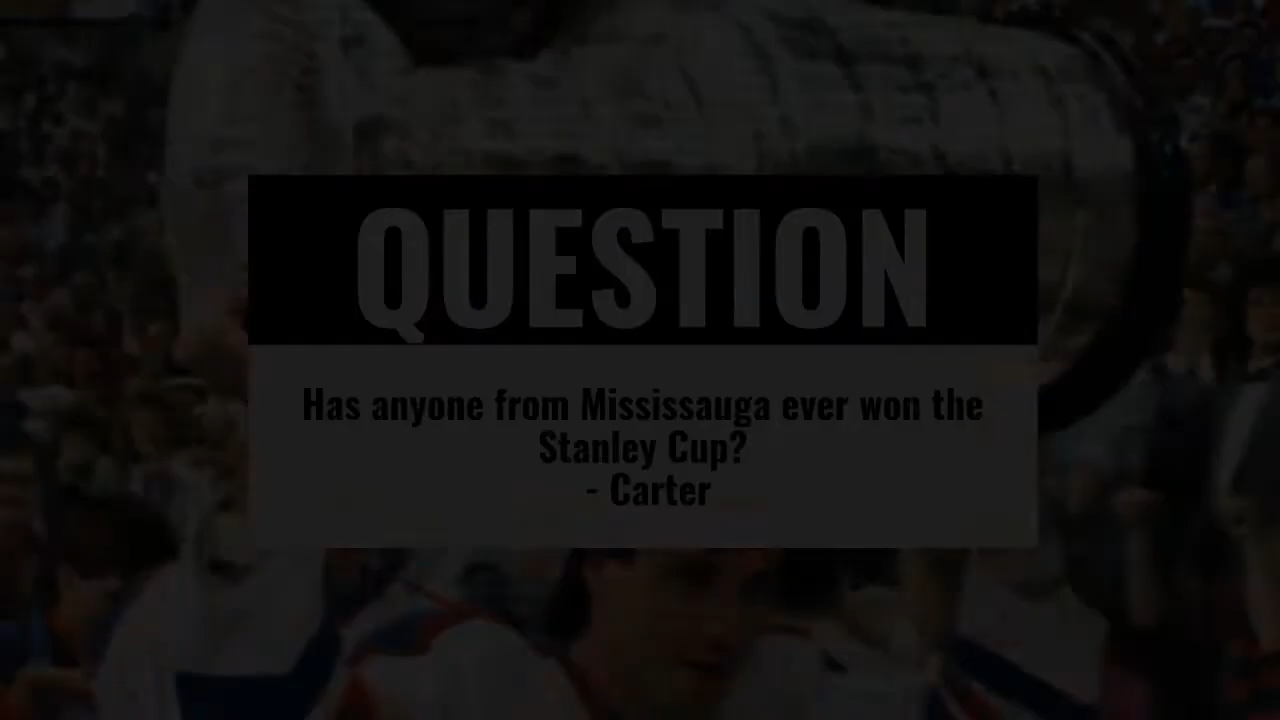 QUESTION
Has anyone from Mississauga ever won the
Stanley Cup?
- Carter